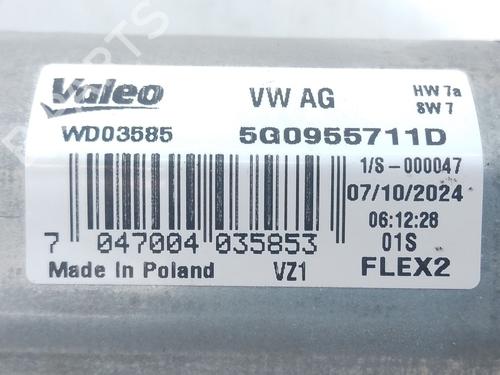 Valeo VW AG HW 7a
SW 7
WD03585 5G0955711D
1/S-000047
07/10/2024
06:12:28
7 047004 035853 01S
Made In Poland VZ1 FLEX2